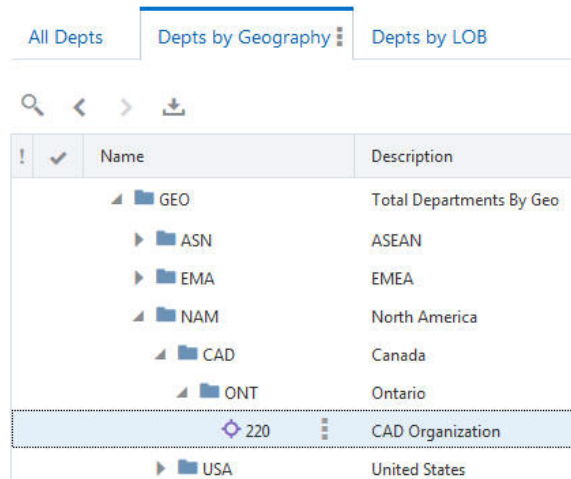 All Depts Depts by Geography Depts by LOB
! Name Description
GEO Total Departments By Geo
ASN ASEAN
EMA EMEA
NAM North America
CAD Canada
ONT Ontario
220 CAD Organization
USA United States